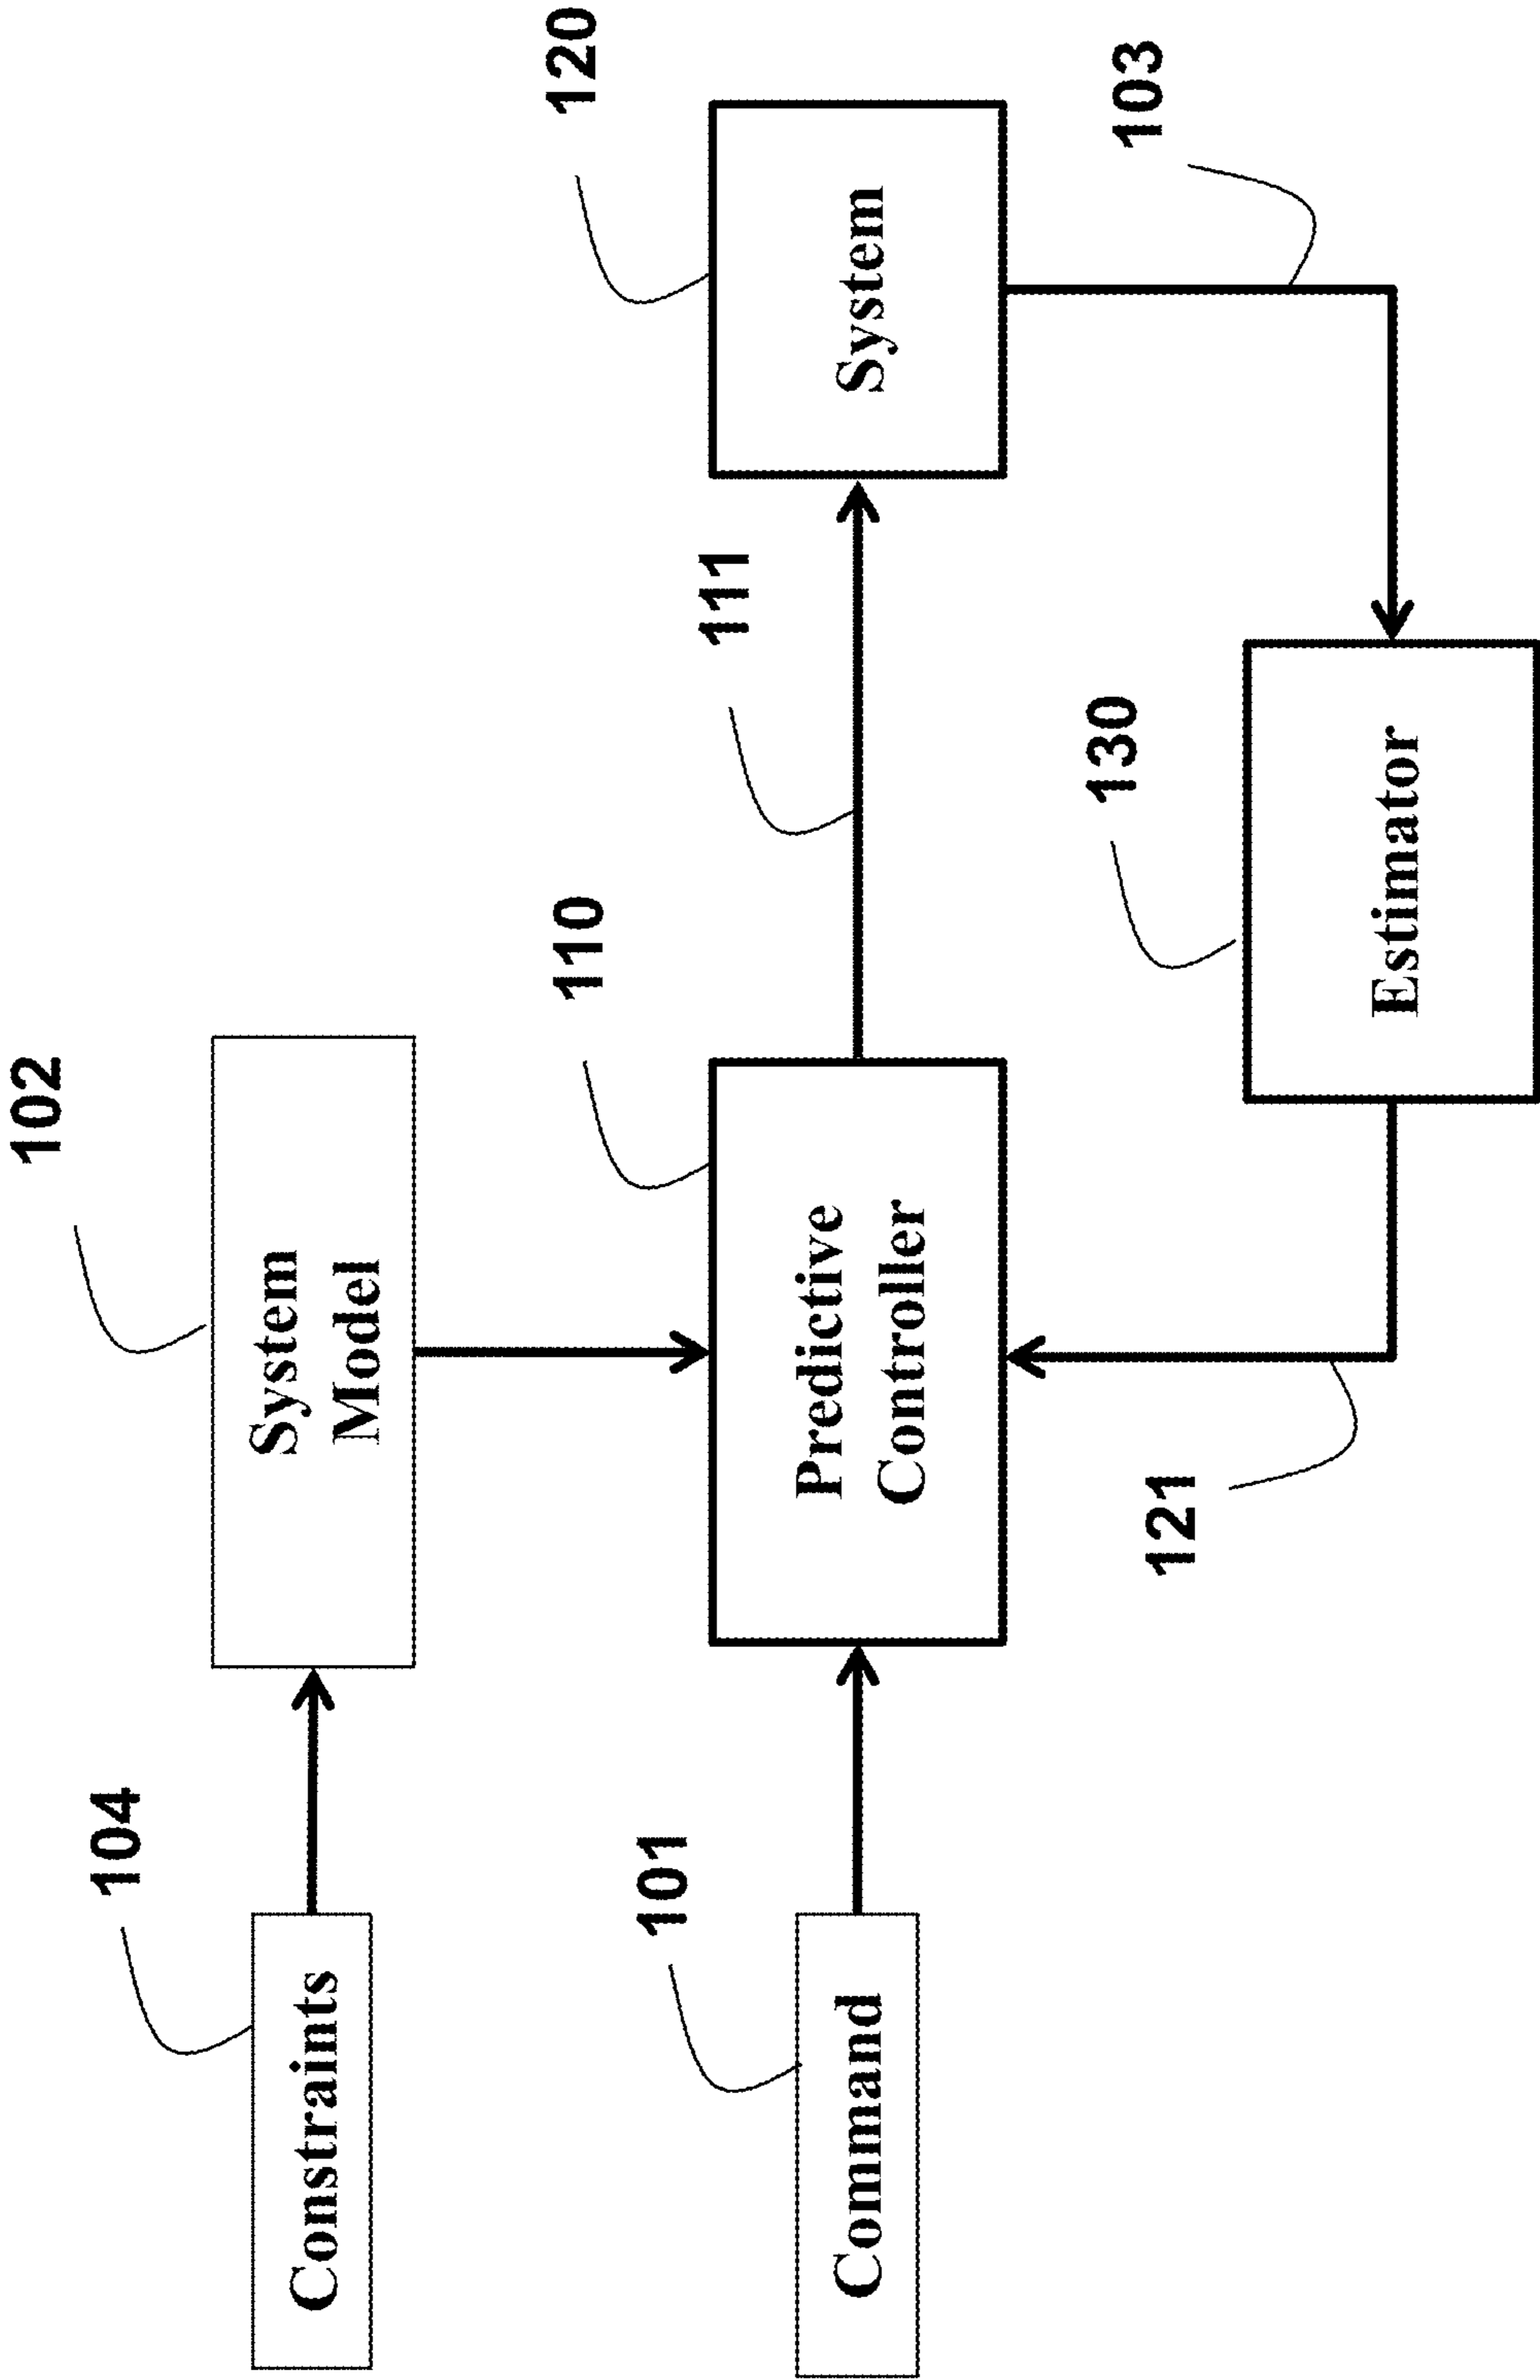 102
104
System
Model
Constraints
110
111
120
101
Predictive
Controller
System
Command
121
130
103
Estimator